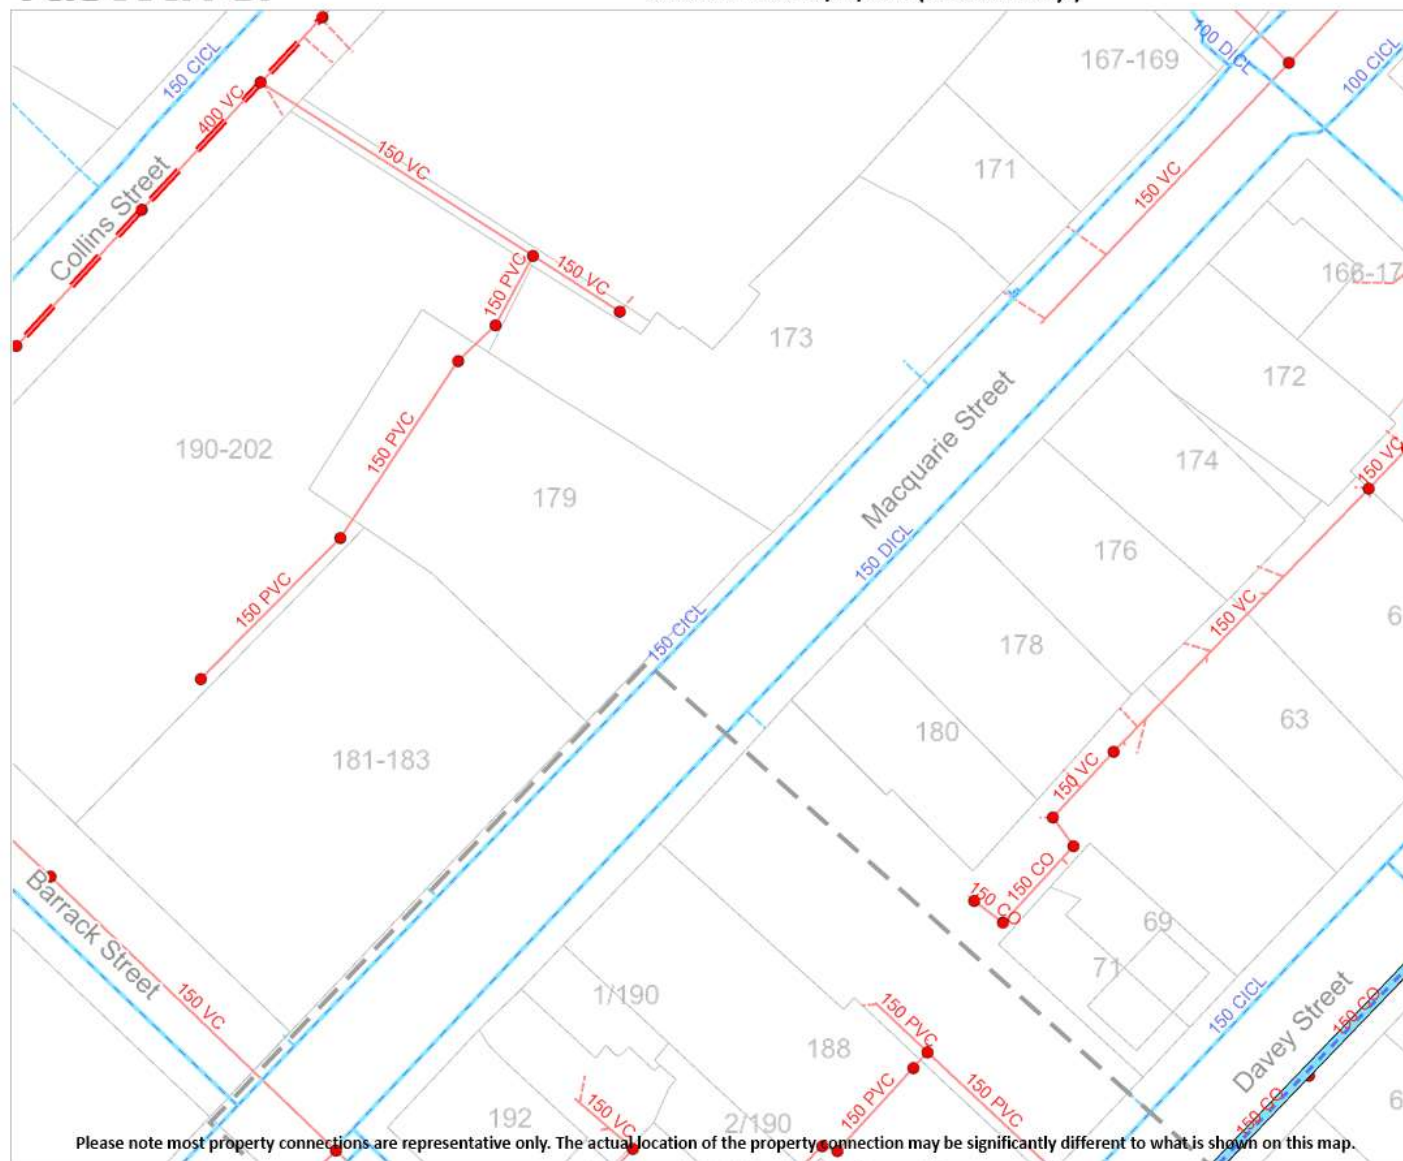 167-169
100 DICL
100 CICL
150 CICL
400 VC
150 VC
171
150 VC
Collins Street
150 PVC
150 VC
166-17
173
172
Macquarie Street
190-202
150 PVC
174
150 VC
179
150 DICL
176
150 PVC
150 VC
6
150 CICL
178
63
180
181-183
150 VC
150 CO
150 CO
Barrack Street
69
71
150 VC
1/190
150 PVC
150 CICL
Davey Street
150 CO
188
150 PVC
150 PVC
150 CO
6
192
150 VC
2/190
Please note most property connections are representative only. The actual location of the property connection may be significantly different to what is shown on this map.